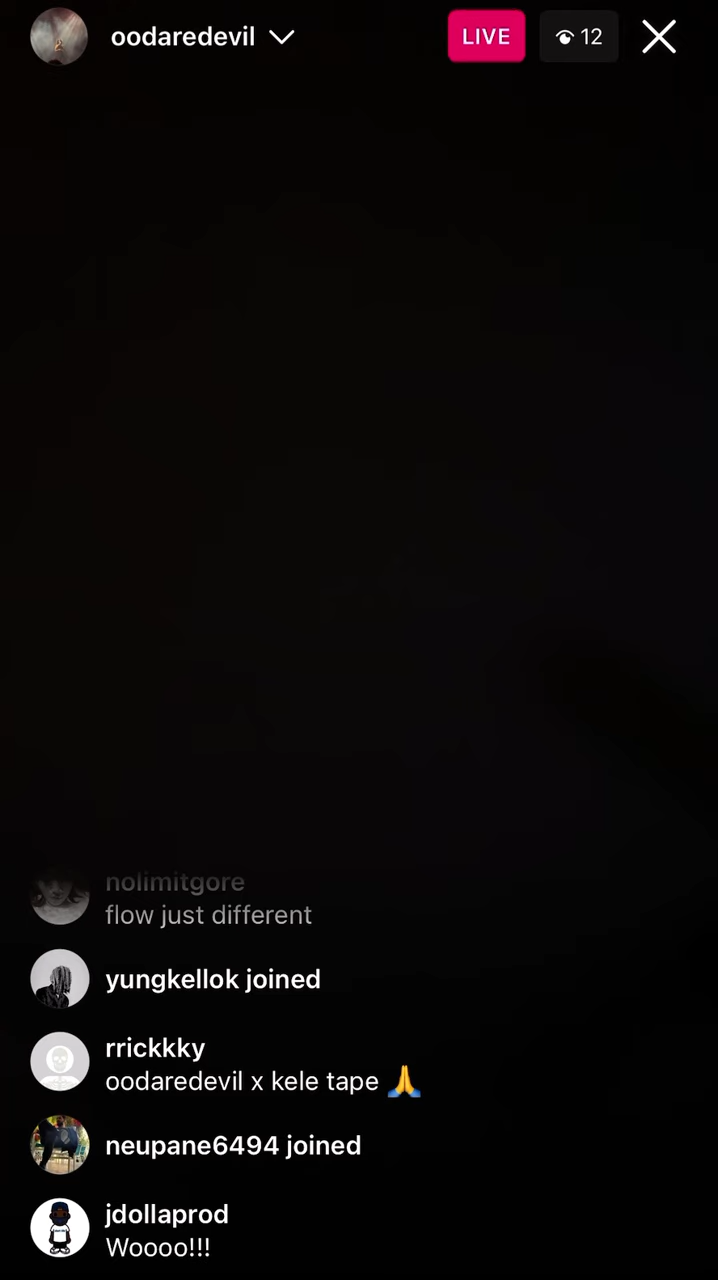 oodaredevil
LIVE
12
nolimitgore
flow just different
yungkellok joined
rrickkky
oodaredevil x kele tape 🙏
neupane6494 joined
jdollaprod
Woooo!!!